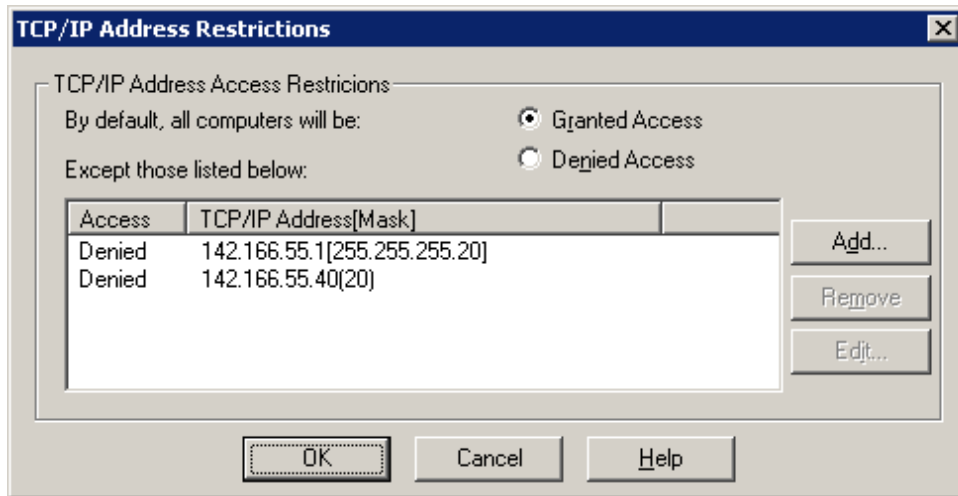 TCP/IP Address Restrictions
TCP/IP Address Access Restricions
By default, all computers will be:
Granted Access
Denied Access
Except those listed below:
Access TCP/IP Address[Mask]
Denied 142.166.55.1[255.255.255.20]
Denied 142.166.55.40(20)
Add...
Remove
Edit...
OK Cancel Help